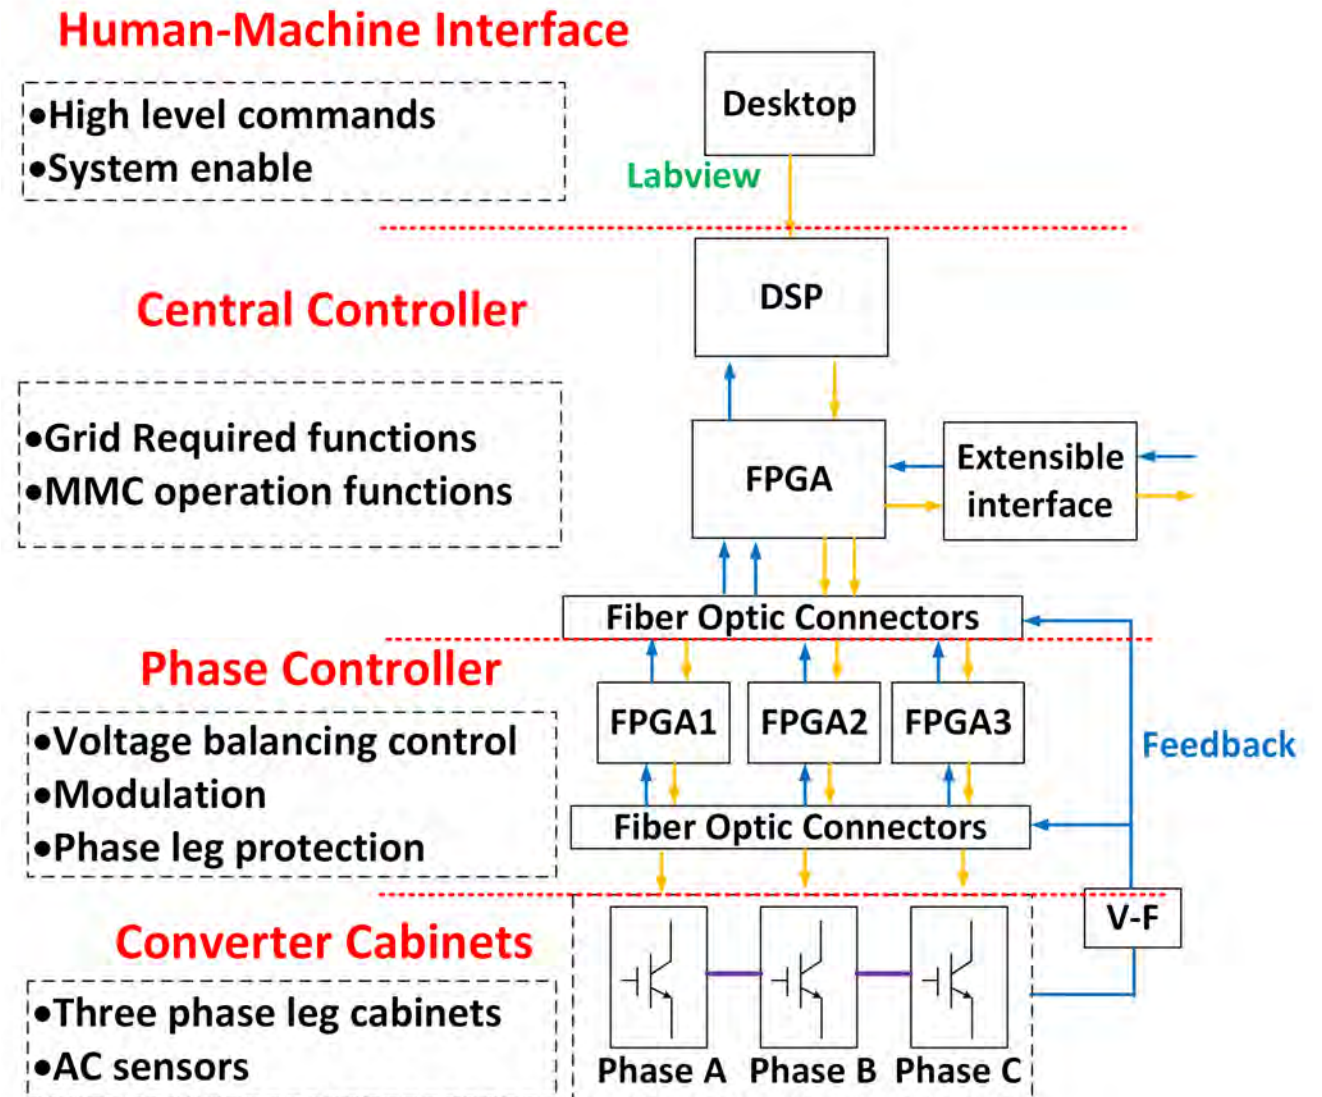 Human-Machine Interface
•High level commands
•System enable
Desktop
Labview
Central Controller
•Grid Required functions
•MMC operation functions
DSP
FPGA
Extensible
interface
Fiber Optic Connectors
Phase Controller
•Voltage balancing control
•Modulation
•Phase leg protection
FPGA1 FPGA2 FPGA3
Feedback
Fiber Optic Connectors
V-F
Converter Cabinets
•Three phase leg cabinets
•AC sensors
Phase A Phase B Phase C